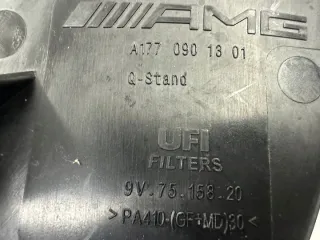 AMG
A177 090 13 01
Q-Stand
UFI
FILTERS
9V.75.158.20
>PA410-(GF+MD)30<